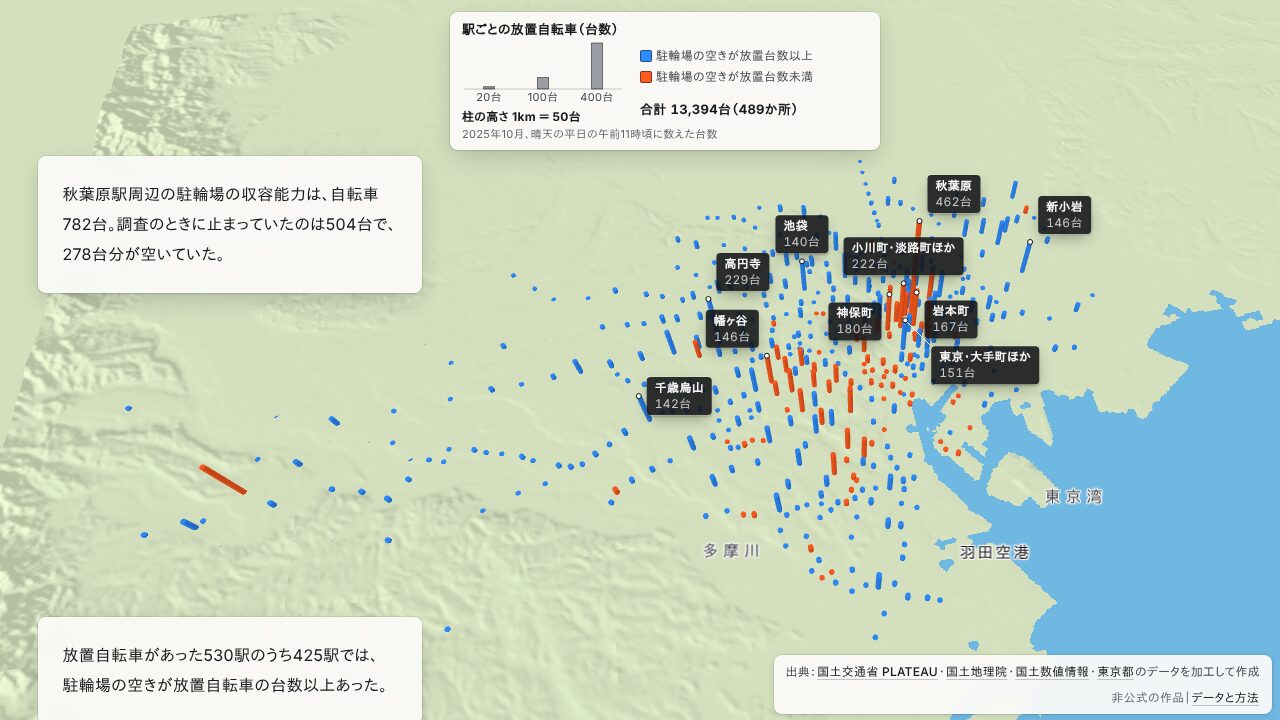 駅ごとの放置自転車（台数）
20台
100台
400台
柱の高さ 1km ＝ 50台
駐輪場の空きが放置台数以上
駐輪場の空きが放置台数未満
合計 13,394台（489か所）
2025年10月、晴天の平日の午前11時頃に数えた台数
秋葉原駅周辺の駐輪場の収容能力は、自転車
782台。調査のときに止まっていたのは504台で、
278台分が空いていた。
秋葉原
462台
新小岩
146台
池袋
140台
小川町・淡路町ほか
222台
高円寺
229台
幡ヶ谷
146台
神保町
180台
岩本町
167台
東京・大手町ほか
151台
千歳烏山
142台
東京湾
多摩川
羽田空港
放置自転車があった530駅のうち425駅では、
駐輪場の空きが放置自転車の台数以上あった。
出典：国土交通省 PLATEAU・国土地理院・国土数値情報・東京都のデータを加工して作成
非公式の作品|データと方法